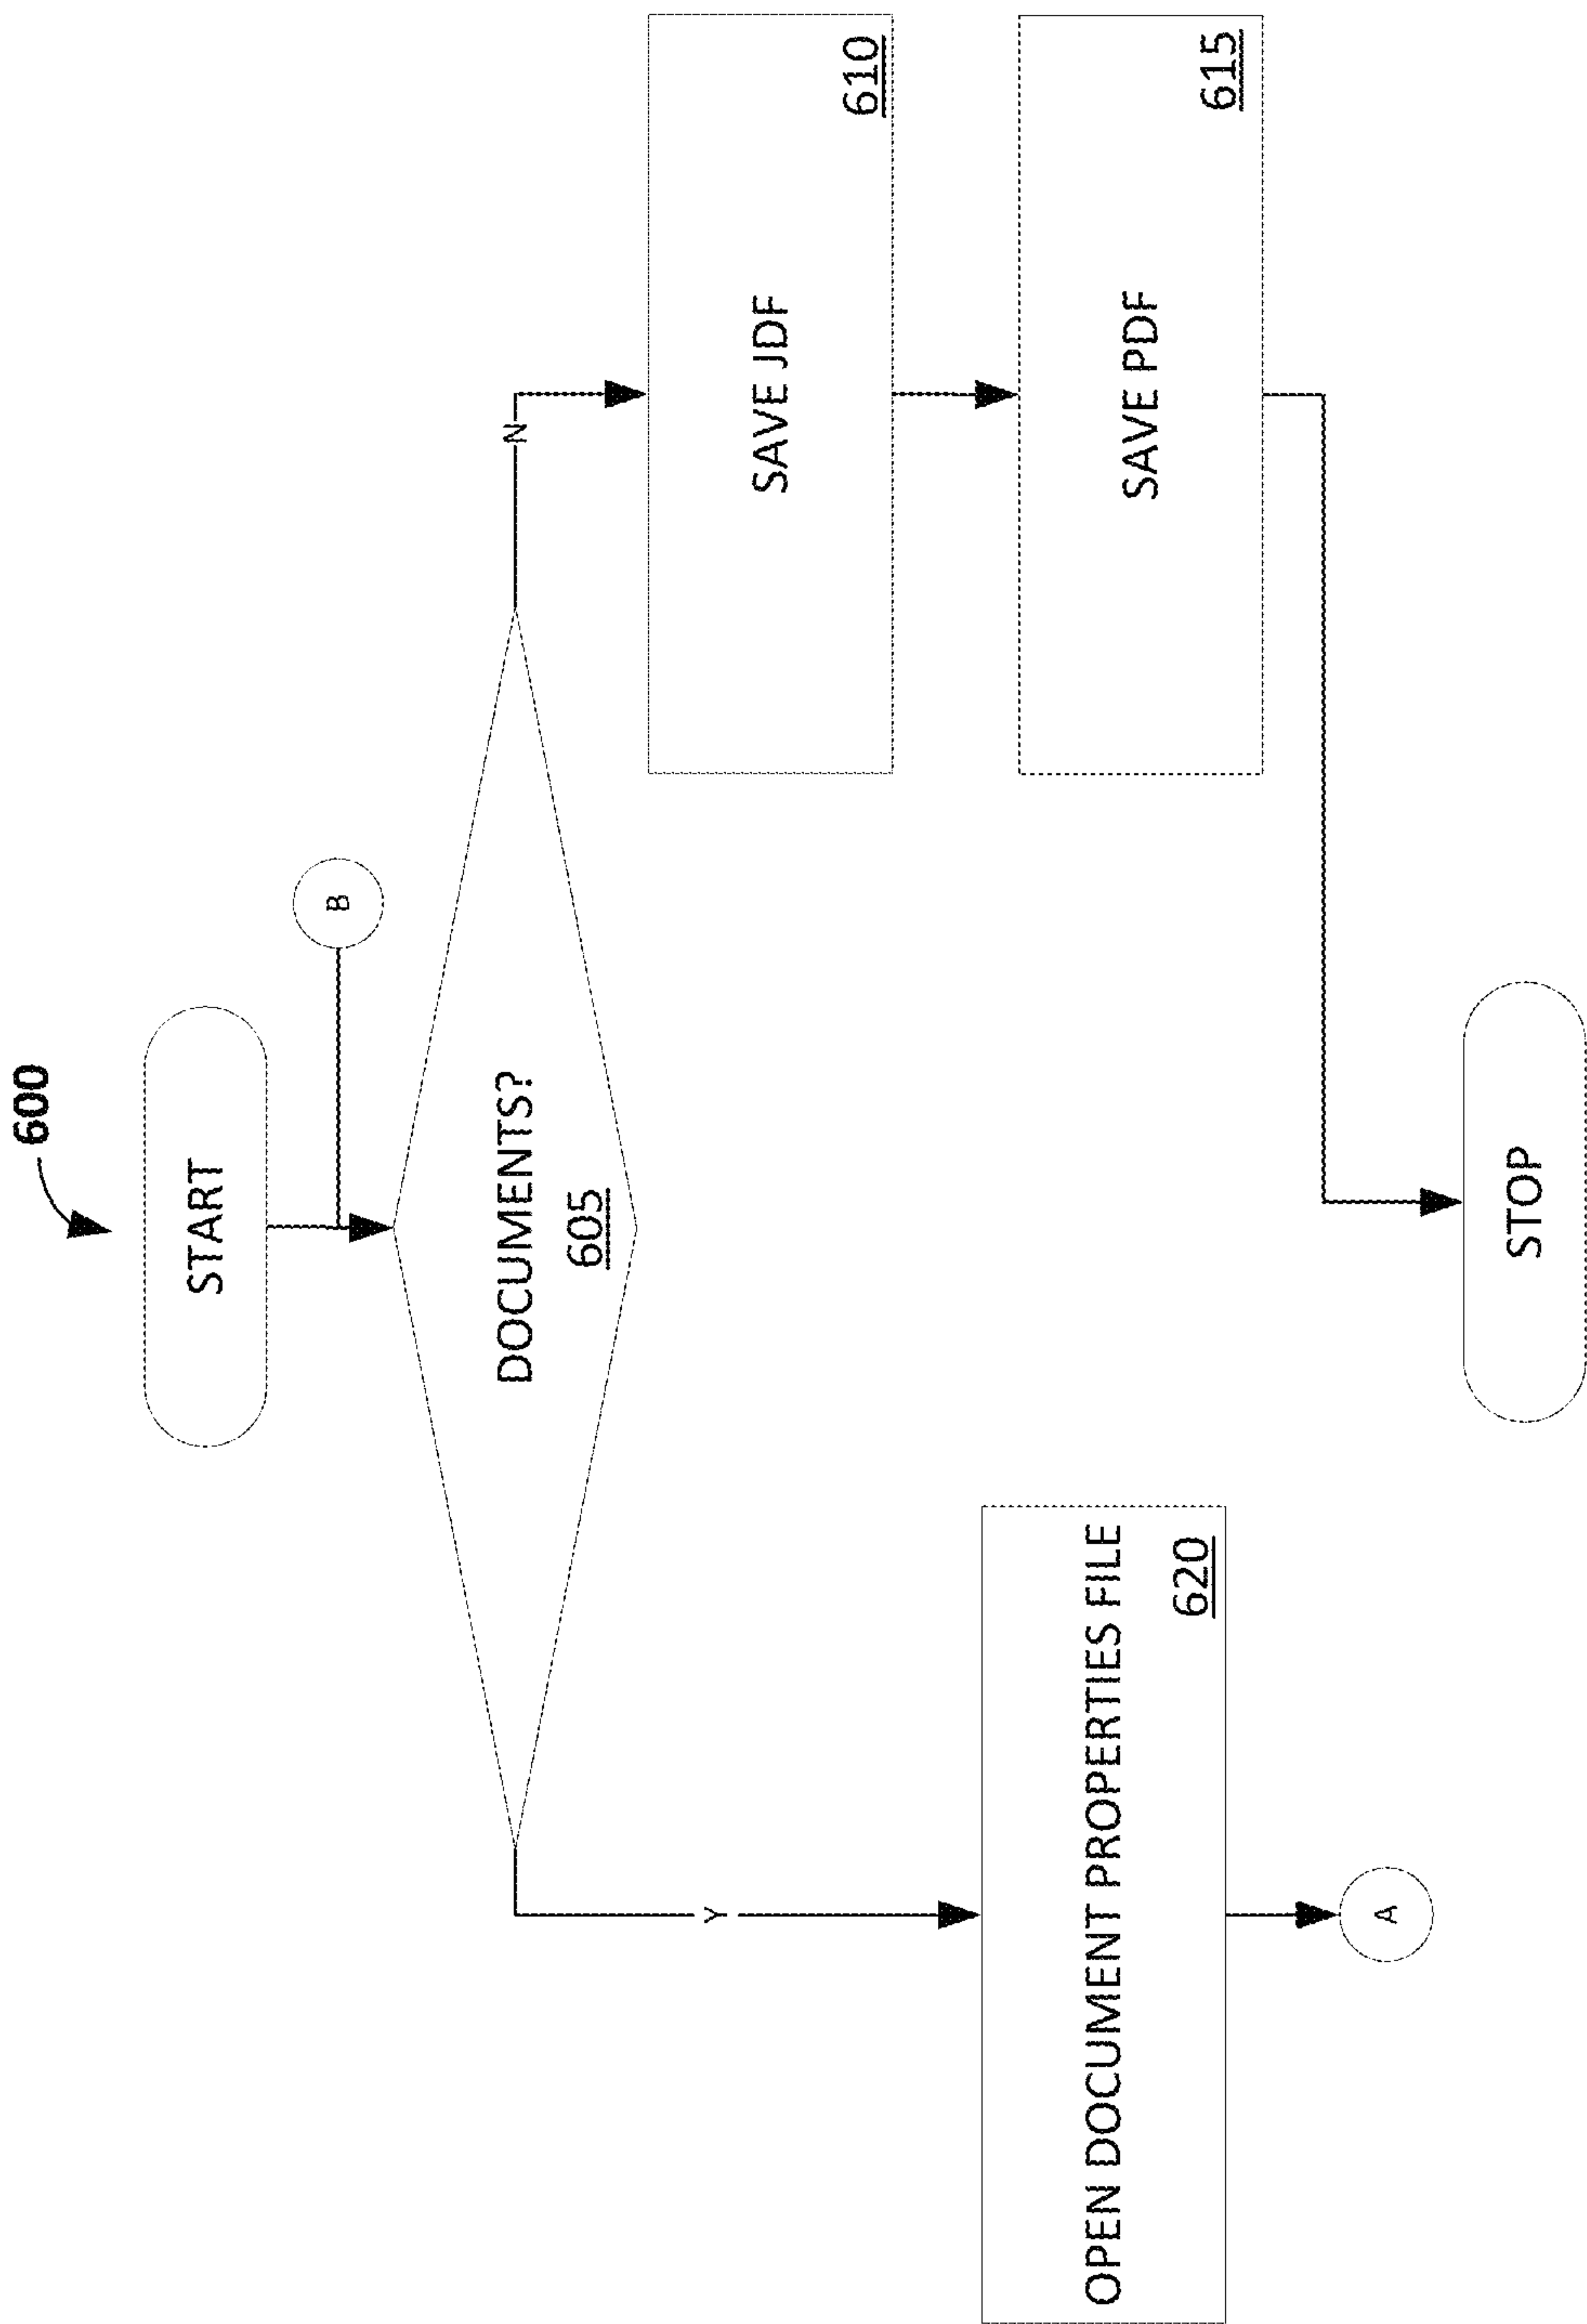 600
START
B
DOCUMENTS?
605
N
Y
SAVE JDF
610
OPEN DOCUMENT PROPERTIES FILE
620
SAVE PDF
615
A
STOP